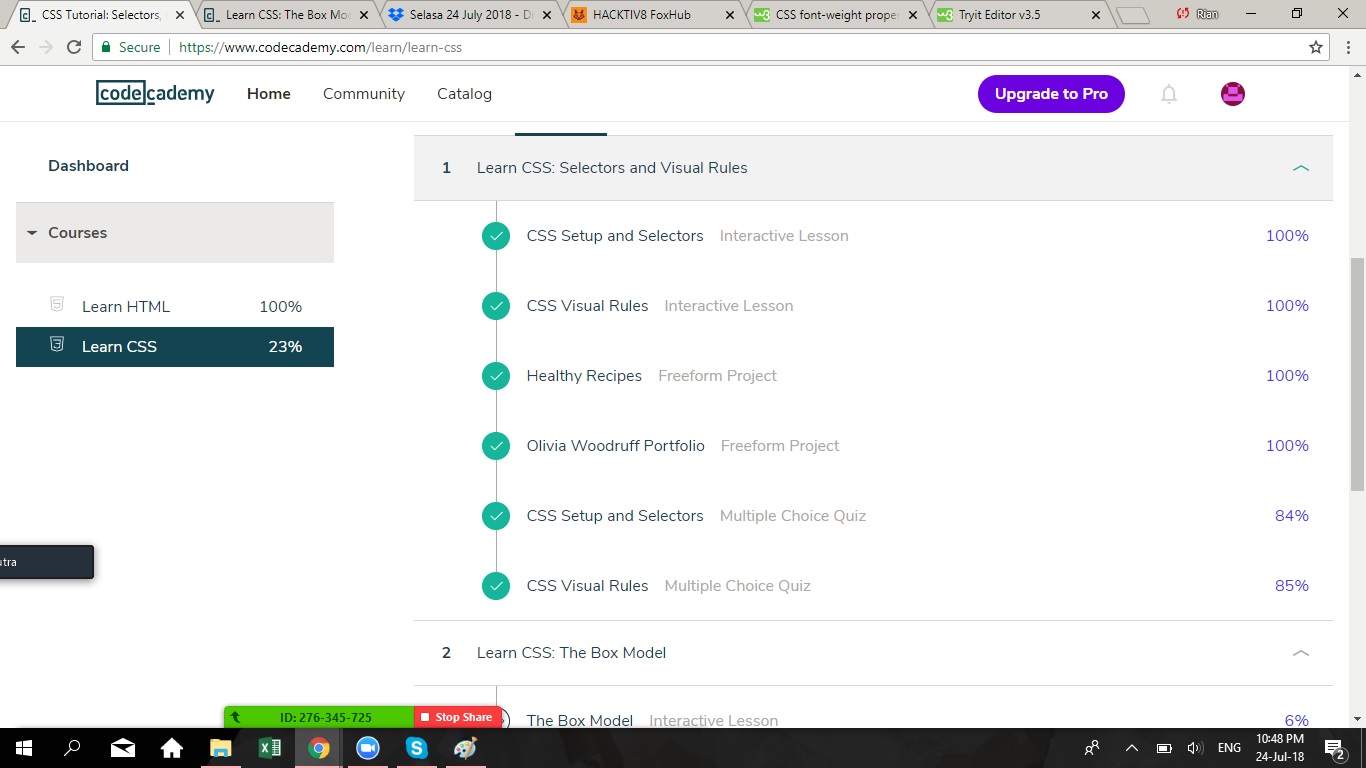 CSS Tutorial: Selectors,
Learn CSS: The Box Mo
Selasa 24 July 2018 - D
HACKTIV8 FoxHub
CSS font-weight prope
Tryit Editor v3.5
Rian
Secure https://www.codecademy.com/learn/learn-css
codecademy Home Community Catalog Upgrade to Pro
Dashboard
Courses
Learn HTML 100%
Learn CSS 23%
utra
1 Learn CSS: Selectors and Visual Rules
CSS Setup and Selectors Interactive Lesson 100%
CSS Visual Rules Interactive Lesson 100%
Healthy Recipes Freeform Project 100%
Olivia Woodruff Portfolio Freeform Project 100%
CSS Setup and Selectors Multiple Choice Quiz 84%
CSS Visual Rules Multiple Choice Quiz 85%
2 Learn CSS: The Box Model
The Box Model Interactive Lesson 6%
ID: 276-345-725 Stop Share
ENG
10:48 PM
24-Jul-18
2